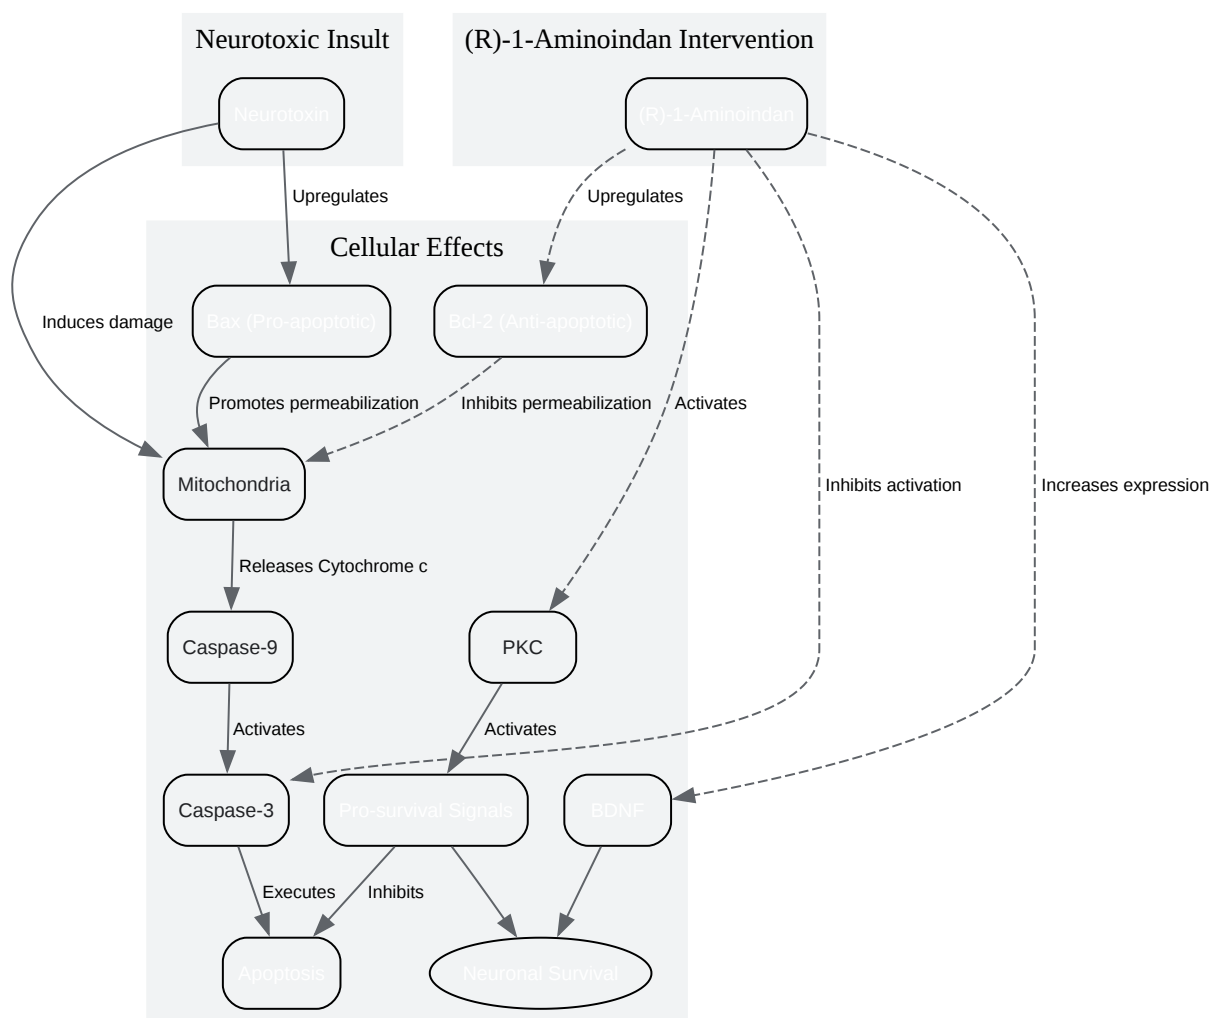 Neurotoxic Insult
(R)-1-Aminoindan Intervention
Neurotoxin
(R)-1-Aminoindan
Upregulates
Upregulates
Cellular Effects
Bax (Pro-apoptotic)
Bcl-2 (Anti-apoptotic)
Induces damage
Promotes permeabilization
Inhibits permeabilization
Activates
Mitochondria
Inhibits activation
Increases expression
Releases Cytochrome c
Caspase-9
PKC
Activates
Activates
Caspase-3
Pro-survival Signals
BDNF
Executes
Inhibits
Apoptosis
Neuronal Survival